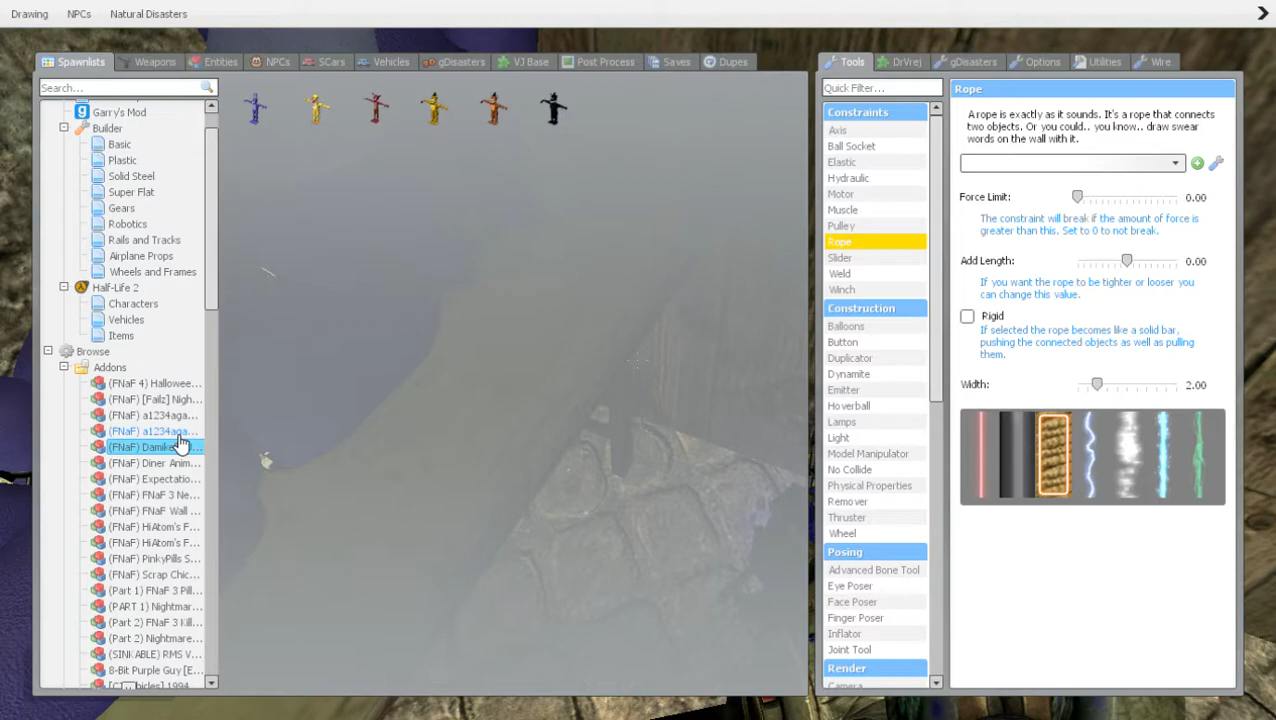 Drawing NPCs Natural Disasters
Spawnlists Weapons Entities NPCs SCars Vehicles gDisasters VJ Base Post Process Saves Dupes
Search...
Garry's Mod
Builder
Basic
Plastic
Solid Steel
Super Flat
Gears
Robotics
Rails and Tracks
Airplane Props
Wheels and Frames
Half-Life 2
Characters
Vehicles
Items
Browse
Addons
(FNaF 4) Hallowee...
(FNaF) [Failz] Nigh...
(FNaF) a1234aga...
(FNaF) a1234aga...
(FNaF) Damike
(FNaF) Diner Anim...
(FNaF) Expectatio...
(FNaF) FNaF 3 Ne...
(FNaF) FNaF Wall ...
(FNaF) HiAtom's F...
(FNaF) HiAtom's F...
(FNaF) PinkyPills S...
(FNaF) Scrap Chic...
(Part 1) FNaF 3 Pill...
(PART 1) Nightmar...
(Part 2) FNaF 3 Kill...
(Part 2) Nightmare...
(SINKABLE) RMS V...
8-Bit Purple Guy [E...
1994
Tools DrVrej gDisasters Options Utilities Wire
Quick Filter...
Constraints
Axis
Ball Socket
Elastic
Hydraulic
Motor
Muscle
Pulley
Rope
Slider
Weld
Winch
Construction
Balloons
Button
Duplicator
Dynamite
Emitter
Hoverball
Lamps
Light
Model Manipulator
No Collide
Physical Properties
Remover
Thruster
Wheel
Posing
Advanced Bone Tool
Eye Poser
Face Poser
Finger Poser
Inflator
Joint Tool
Render
Camera
Rope
A rope is exactly as it sounds. It's a rope that connects
two objects. Or you could.. you know.. draw swear
words on the wall with it.
Force Limit: 0.00
The constraint will break if the amount of force is
greater than this. Set to 0 to not break.
Add Length: 0.00
If you want the rope to be tighter or looser you
can change this value.
Rigid
If selected the rope becomes like a solid bar,
pushing the connected objects as well as pulling
them.
Width: 2.00